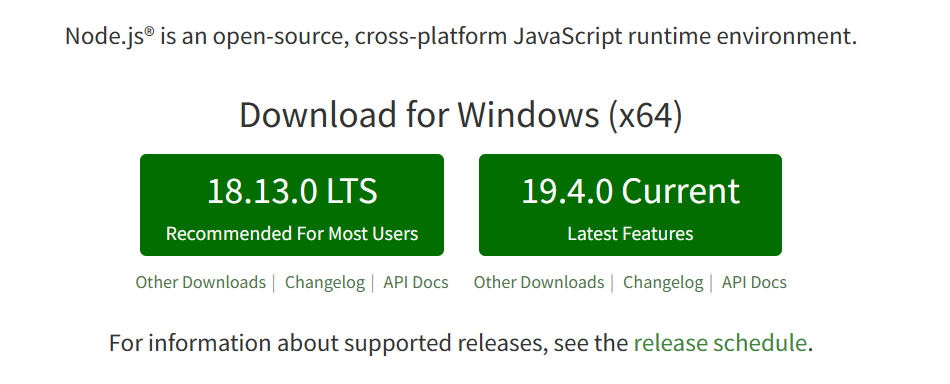 Node.js® is an open-source, cross-platform JavaScript runtime environment.
Download for Windows (x64)
18.13.0 LTS
Recommended For Most Users
19.4.0 Current
Latest Features
Other Downloads | Changelog | API Docs
Other Downloads | Changelog | API Docs
For information about supported releases, see the release schedule.